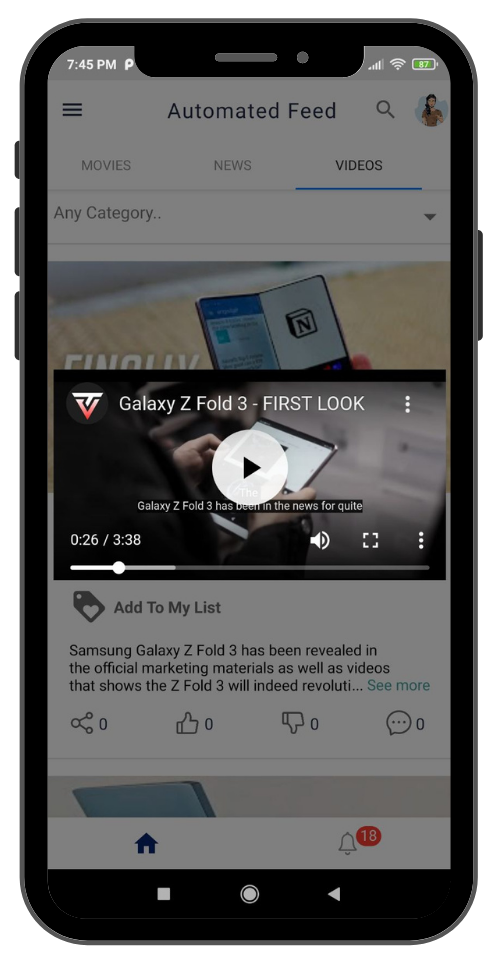 7:45 PM
87
Automated Feed
MOVIES NEWS VIDEOS
Any Category..
FINALLY
Galaxy Z Fold 3 - FIRST LOOK
The
Galaxy Z Fold 3 has been in the news for quite
0:26 / 3:38
Add To My List
Samsung Galaxy Z Fold 3 has been revealed in
the official marketing materials as well as videos
that shows the Z Fold 3 will indeed revoluti... See more
0 0 0 0
18